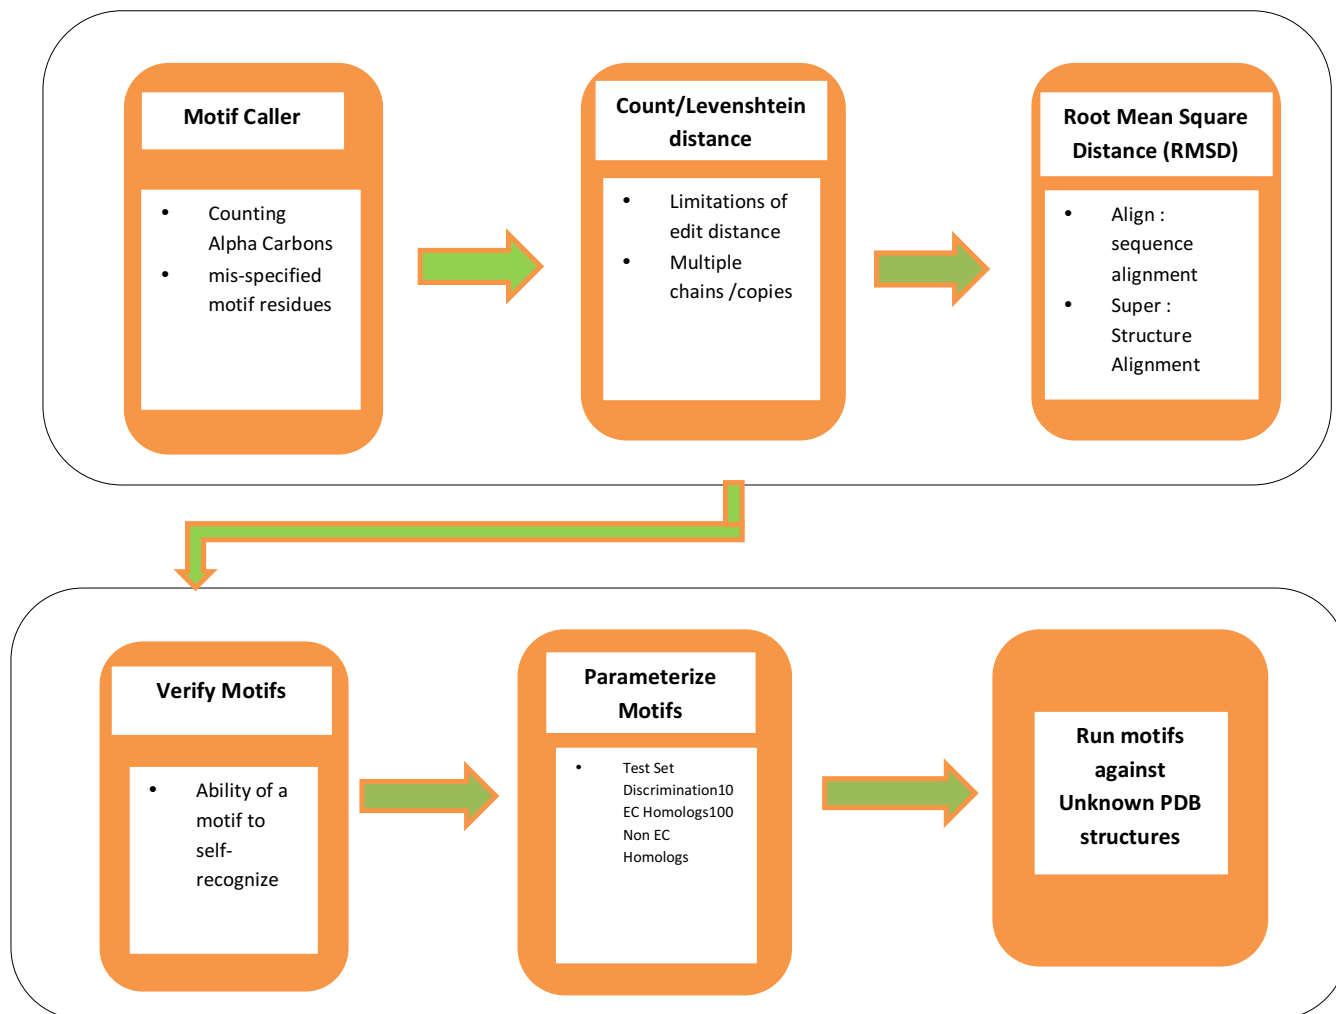 Motif Caller
• Counting
Alpha Carbons
• mis-specified
motif residues
Count/Levenshtein
distance
• Limitations of
edit distance
• Multiple
chains /copies
Root Mean Square
Distance (RMSD)
• Align :
sequence
alignment
• Super :
Structure
Alignment
Verify Motifs
• Ability of a
motif to
self-
recognize
Parameterize
Motifs
• Test Set
Discrimination10
EC Homologs100
Non EC
Homologs
Run motifs
against
Unknown PDB
structures